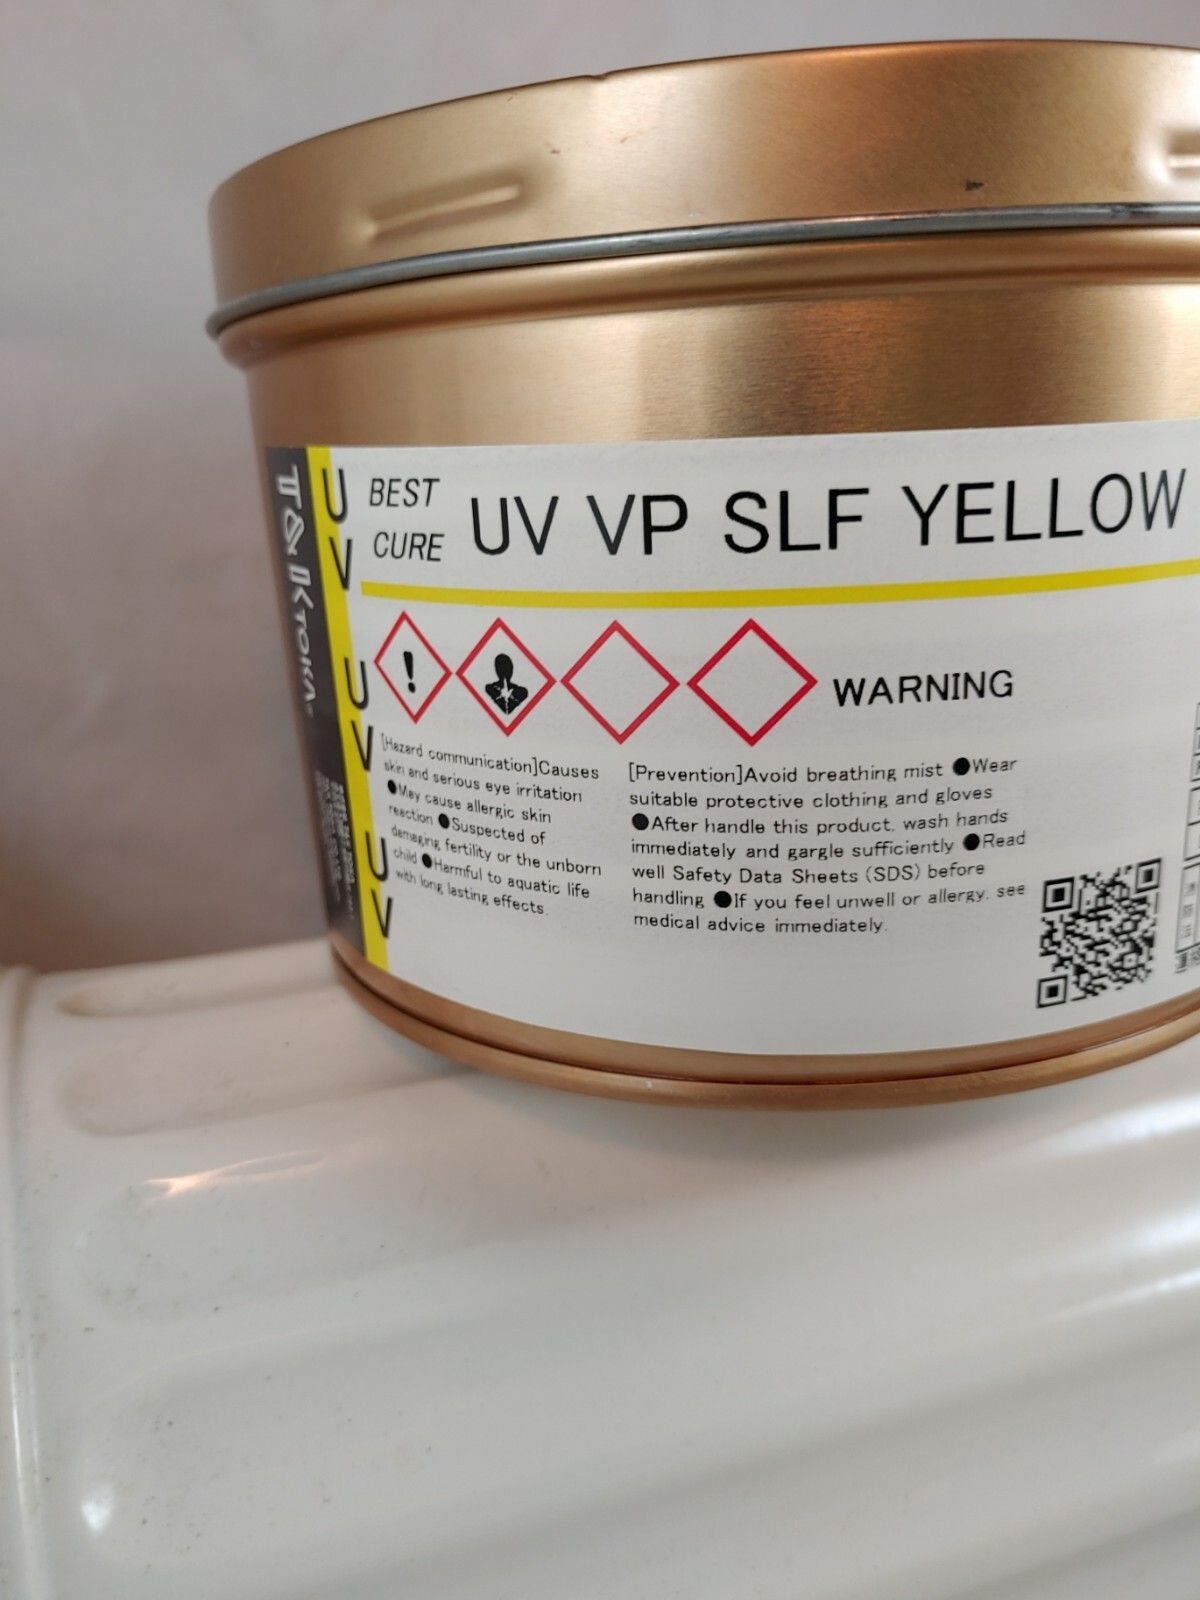 T&K TOKA
UV
UV
UV
BEST
CURE
UV VP SLF YELLOW
WARNING
[Hazard communication]Causes
skin and serious eye irritation
●May cause allergic skin
reaction ●Suspected of
damaging fertility or the unborn
child ●Harmful to aquatic life
with long lasting effects.
[Prevention]Avoid breathing mist ●Wear
suitable protective clothing and gloves
●After handle this product, wash hands
immediately and gargle sufficiently ●Read
well Safety Data Sheets (SDS) before
handling ●If you feel unwell or allergy, see
medical advice immediately.